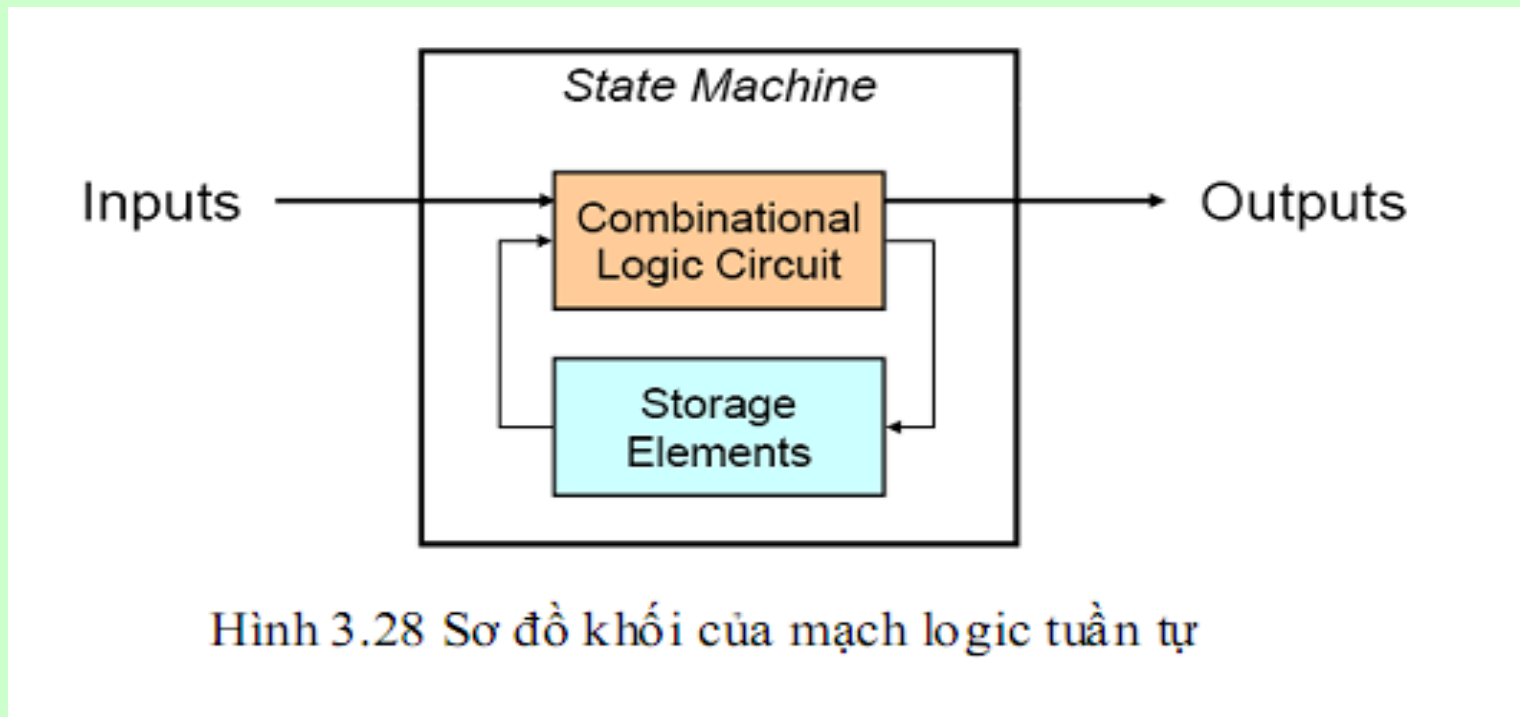 State Machine
Inputs
Combinational
Logic Circuit
Outputs
Storage
Elements
Hình 3.28 Sơ đồ khối của mạch logic tuần tự